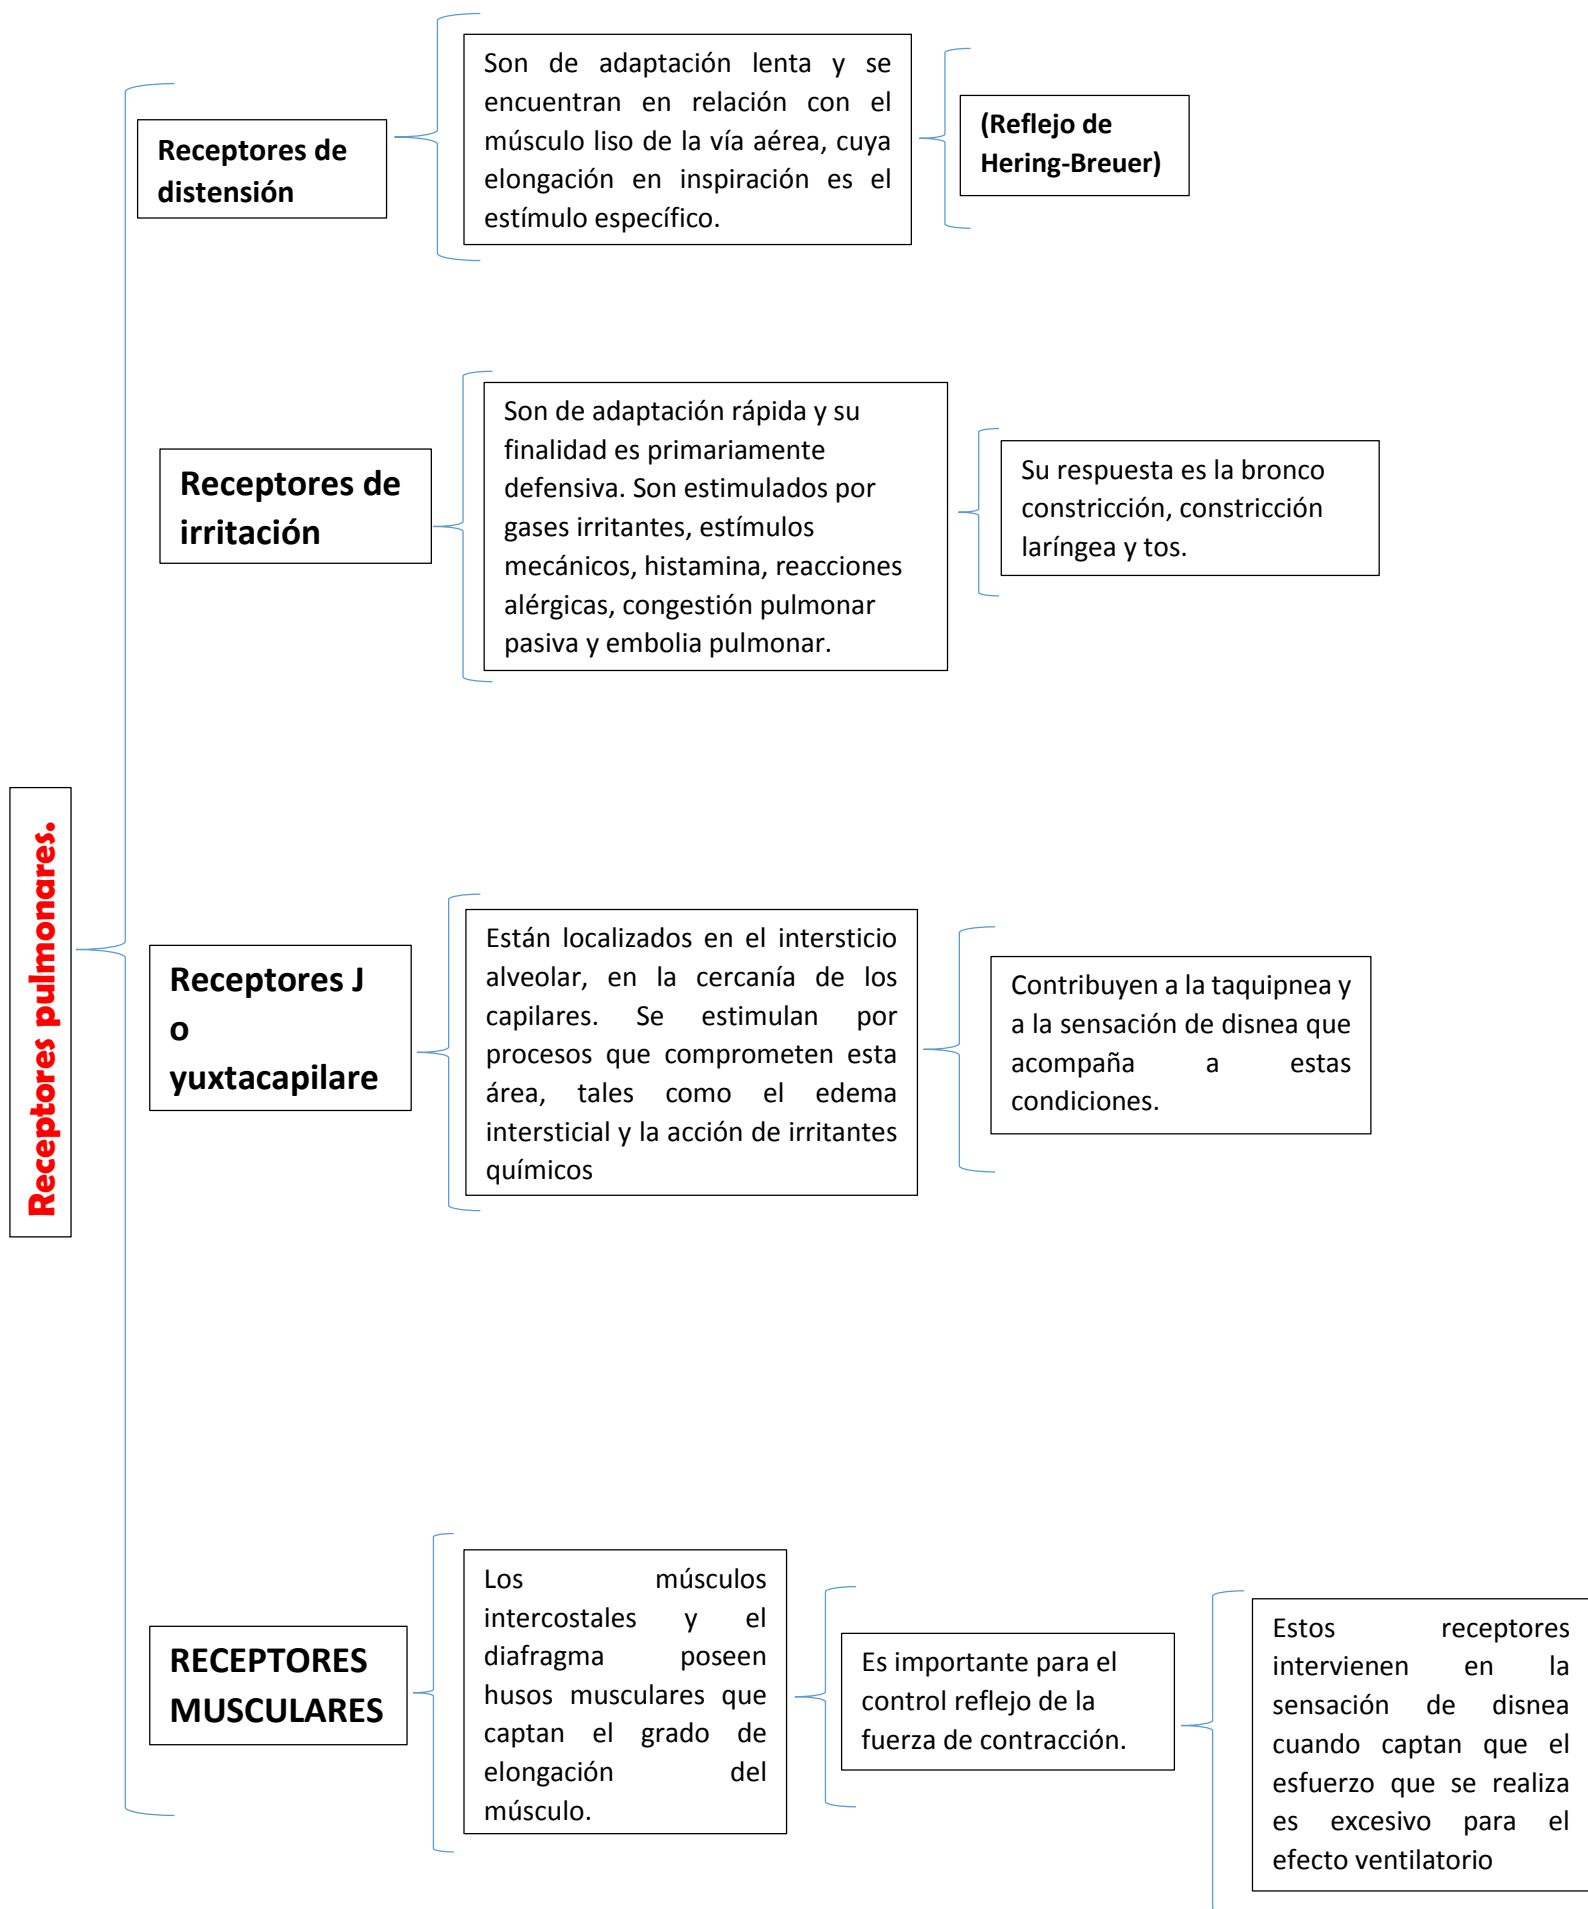 Receptores pulmonares.
Receptores de
distensión
Son de adaptación lenta y se
encuentran en relación con el
músculo liso de la vía aérea, cuya
elongación en inspiración es el
estímulo específico.
(Reflejo de
Hering-Breuer)
Receptores de
irritación
Son de adaptación rápida y su
finalidad es primariamente
defensiva. Son estimulados por
gases irritantes, estímulos
mecánicos, histamina, reacciones
alérgicas, congestión pulmonar
pasiva y embolia pulmonar.
Su respuesta es la bronco
constricción, constricción
laríngea y tos.
Receptores J
o
yuxtacapilare
Están localizados en el intersticio
alveolar, en la cercanía de los
capilares. Se estimulan por
procesos que comprometen esta
área, tales como el edema
intersticial y la acción de irritantes
químicos
Contribuyen a la taquipnea y
a la sensación de disnea que
acompaña a estas
condiciones.
RECEPTORES
MUSCULARES
Los músculos
intercostales y el
diafragma poseen
husos musculares que
captan el grado de
elongación del
músculo.
Es importante para el
control reflejo de la
fuerza de contracción.
Estos receptores
intervienen en la
sensación de disnea
cuando captan que el
esfuerzo que se realiza
es excesivo para el
efecto ventilatorio